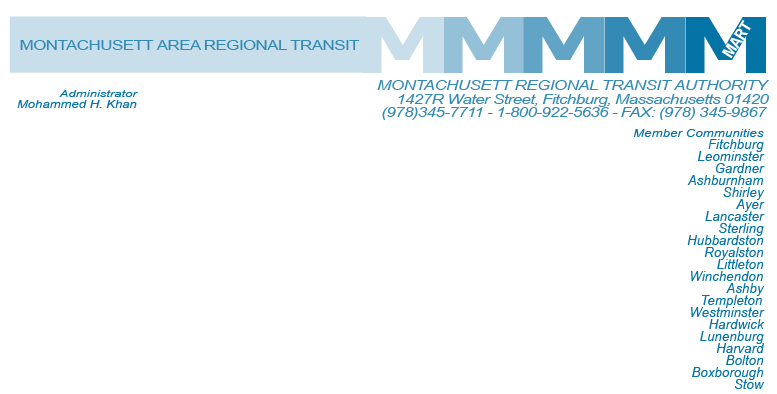 MONTACHUSETT AREA REGIONAL TRANSIT
MMMMM
MART
MONTACHUSETT REGIONAL TRANSIT AUTHORITY
1427R Water Street, Fitchburg, Massachusetts 01420
(978)345-7711 - 1-800-922-5636 - FAX: (978) 345-9867
Administrator
Mohammed H. Khan
Member Communities
Fitchburg
Leominster
Gardner
Ashburnham
Shirley
Ayer
Lancaster
Sterling
Hubbardston
Royalston
Littleton
Winchendon
Ashby
Templeton
Westminster
Hardwick
Lunenburg
Harvard
Bolton
Boxborough
Stow